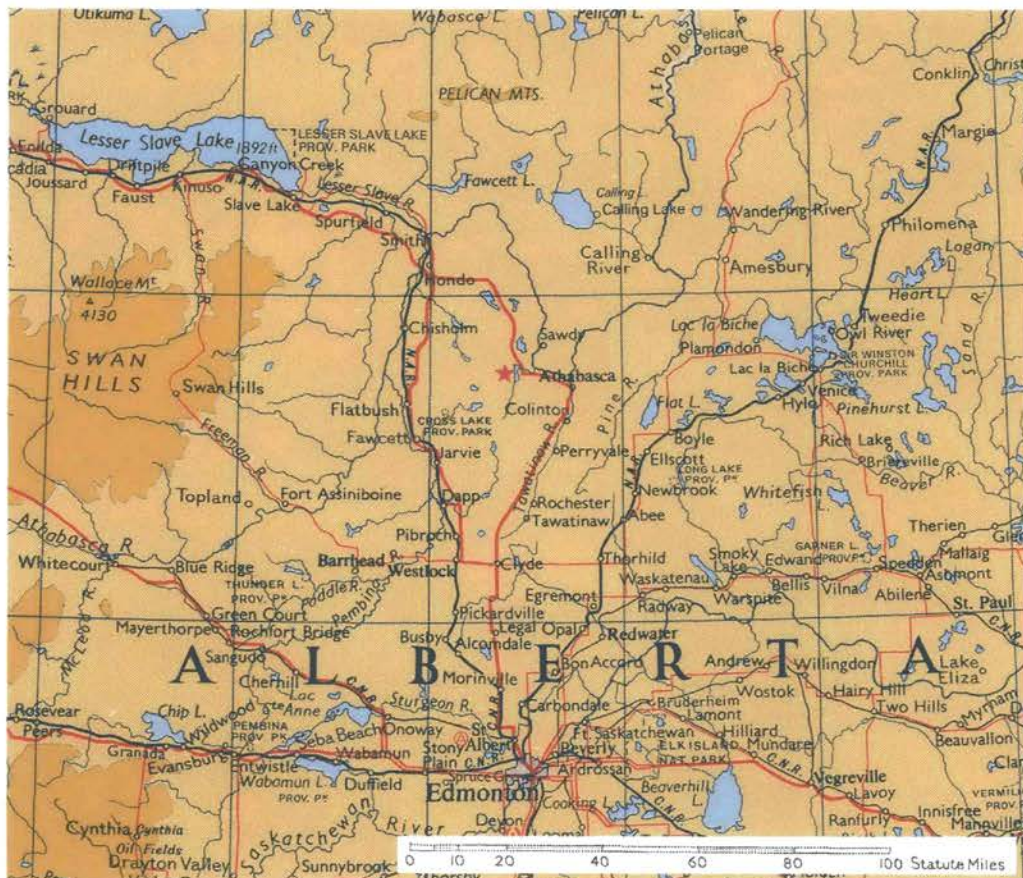 Utikuma L.
Wabasca L.
Pelican L.
Pelican
Portage
Athabasca
R.
Conklin
Christ
PELICAN MTS.
Grouard
Margie
N.A.R.
Lesser Slave Lake
1892ft
LESSER SLAVE LAKE
PROV. PARK
Enilda
Driftpile
Canyon Creek
Joussard
Kinuso
N.A.R.
Lesser Slave R.
Fawcett L.
Calling L.
Calling Lake
Wandering River
Faust
Slave Lake
Spurfield
Philomena
Smith
Calling
River
Logan
L.
Amesbury
Swan R.
Wallace Mt.
4130
Hondo
Heart L.
Sand R.
Tweedie
Chisholm
Sawdy
Lac la Biche
Owl River
Plamondon
SIR WINSTON
CHURCHILL
PROV. PARK
SWAN
HILLS
N.A.R.
Lac la Biche
Athabasca
Venice
Swan Hills
Pine R.
Hylo
Flatbush
Colinton
Flat L.
Pinehurst L.
CROSS LAKE
PROV. PARK
Freeman R.
Fawcett
Boyle
Rich Lake
Jarvie
Perryvale
Ellscott
Tawatinaw R.
LONG LAKE
PROV. PK
Briereville
Beaver R.
N.A.R.
Newbrook
Whitefish
L.
Topland
Fort Assiniboine
Dapp
Rochester
Tawatinaw
Abee
Athabasca R.
Therien
Pibroch
GARNER L.
PROV. PK
Mallaig
Whitecourt
Blue Ridge
Barrhead
Westlock
Clyde
Thorhild
Smoky
Lake
Edwand
Spedden
Ashmont
THUNGER L.
PROV. PK
Paddle R.
Pembina R.
Waskatenau
Bellis
Vilna
Abilene
Egremont
Warspite
St. Paul
Pickardville
Radway
C.N.R.
Green Court
McLeod R.
Mayerthorpe
Rochfort Bridge
Legal
Opal
Redwater
Busby
Alcomdale
ALBERTA
Sangudo
Andrew
Willingdon
Lake
Eliza
Bon Accord
Cherhill
C.N.R.
Morinville
Wostok
Hairy Hill
Lac
Ste
Anne
Sturgeon R.
N.A.R.
Carbondale
Bruderheim
Two Hills
Rosevear
Chip L.
Lamont
Myrnam
Peers
Wildwood
PEMBINA
PROV. PK
Onoway
St.
Albert
Ft. Saskatchewan
Hilliard
Beauvallon
Granada
Wabamun
Stony
Plain
Beverly
ELK ISLAND
NAT. PARK
Mundare
Evansburg
Entwistle
C.N.R.
Ardrossan
C.N.R.
Spruce Grove
Wabamun L.
PROV. PK
Duffield
Edmonton
Beaverhill
L.
Vegreville
Cooking L.
Lavoy
C.N.R.
Innisfree
Cynthia
Cynthia
Oil Fields
Saskatchewan River
Devon
Ranfurly
Mannville
Drayton Valley
Sunnybrook
0 10 20 40 60 80 100 Statute Miles